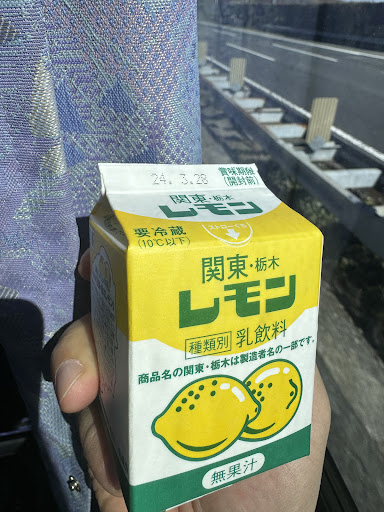 24. 3.28
賞味期限
(開封前)
関東・栃木
レモン
要冷蔵
(10℃以下)
関東・栃木
レモン
種類別 乳飲料
商品名の関東・栃木は製造者名の一部です。
無果汁